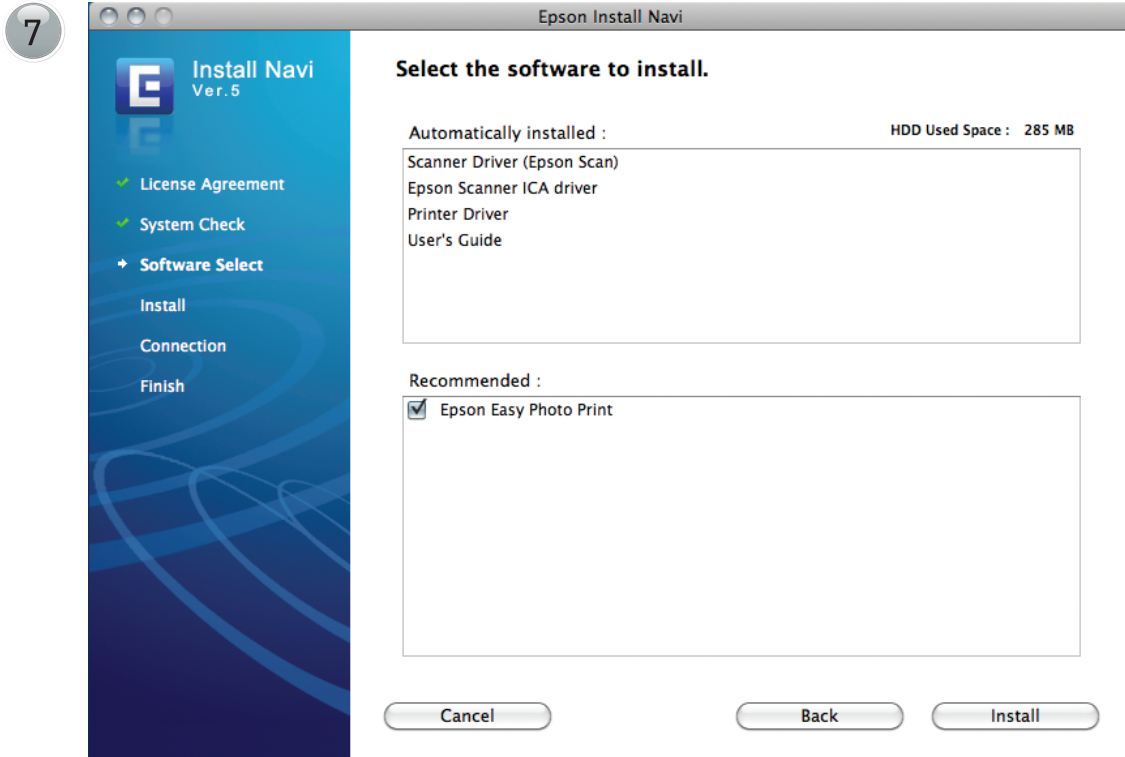 7
Epson Install Navi
E
Install Navi
Ver.5
License Agreement
System Check
Software Select
Install
Connection
Finish
Select the software to install.
Automatically installed :
HDD Used Space : 285 MB
Scanner Driver (Epson Scan)
Epson Scanner ICA driver
Printer Driver
User's Guide
Recommended :
Epson Easy Photo Print
Cancel
Back
Install